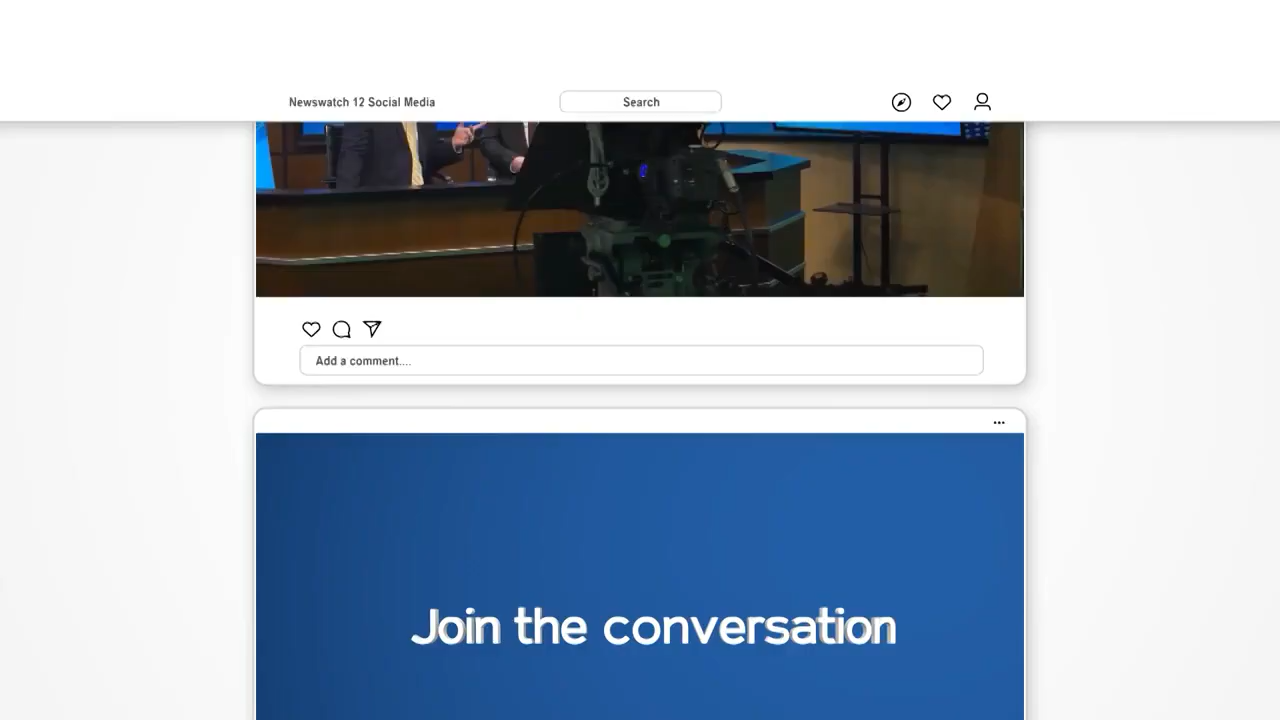 Newswatch 12 Social Media
Search
Add a comment....
Join the conversation